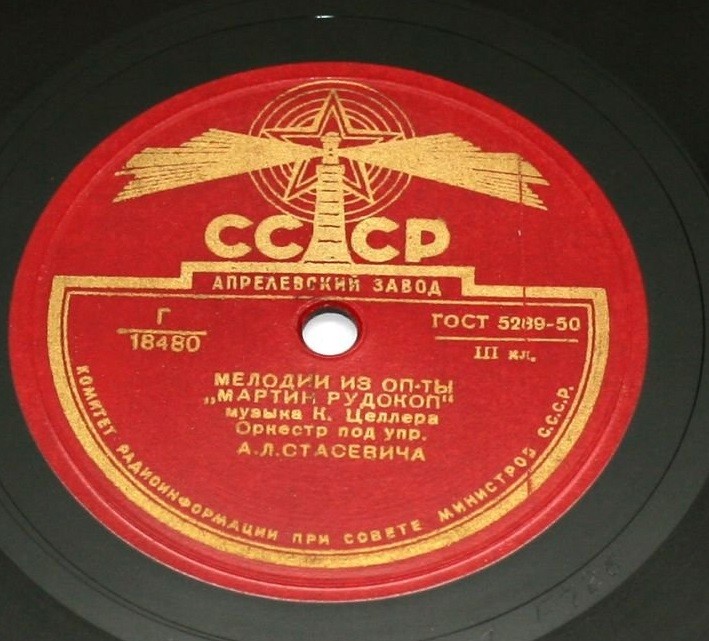 СССР
АПРЕЛЕВСКИЙ ЗАВОД
Г
18480
ГОСТ 5289-50
III кл.
МЕЛОДИИ ИЗ ОП-ТЫ
„МАРТИН РУДОКОП“
музыка К. Целлера
Оркестр под упр.
А.Л.СТАСЕВИЧА
КОМИТЕТ РАДИОИНФОРМАЦИИ ПРИ СОВЕТЕ МИНИСТРОВ С.С.С.Р.